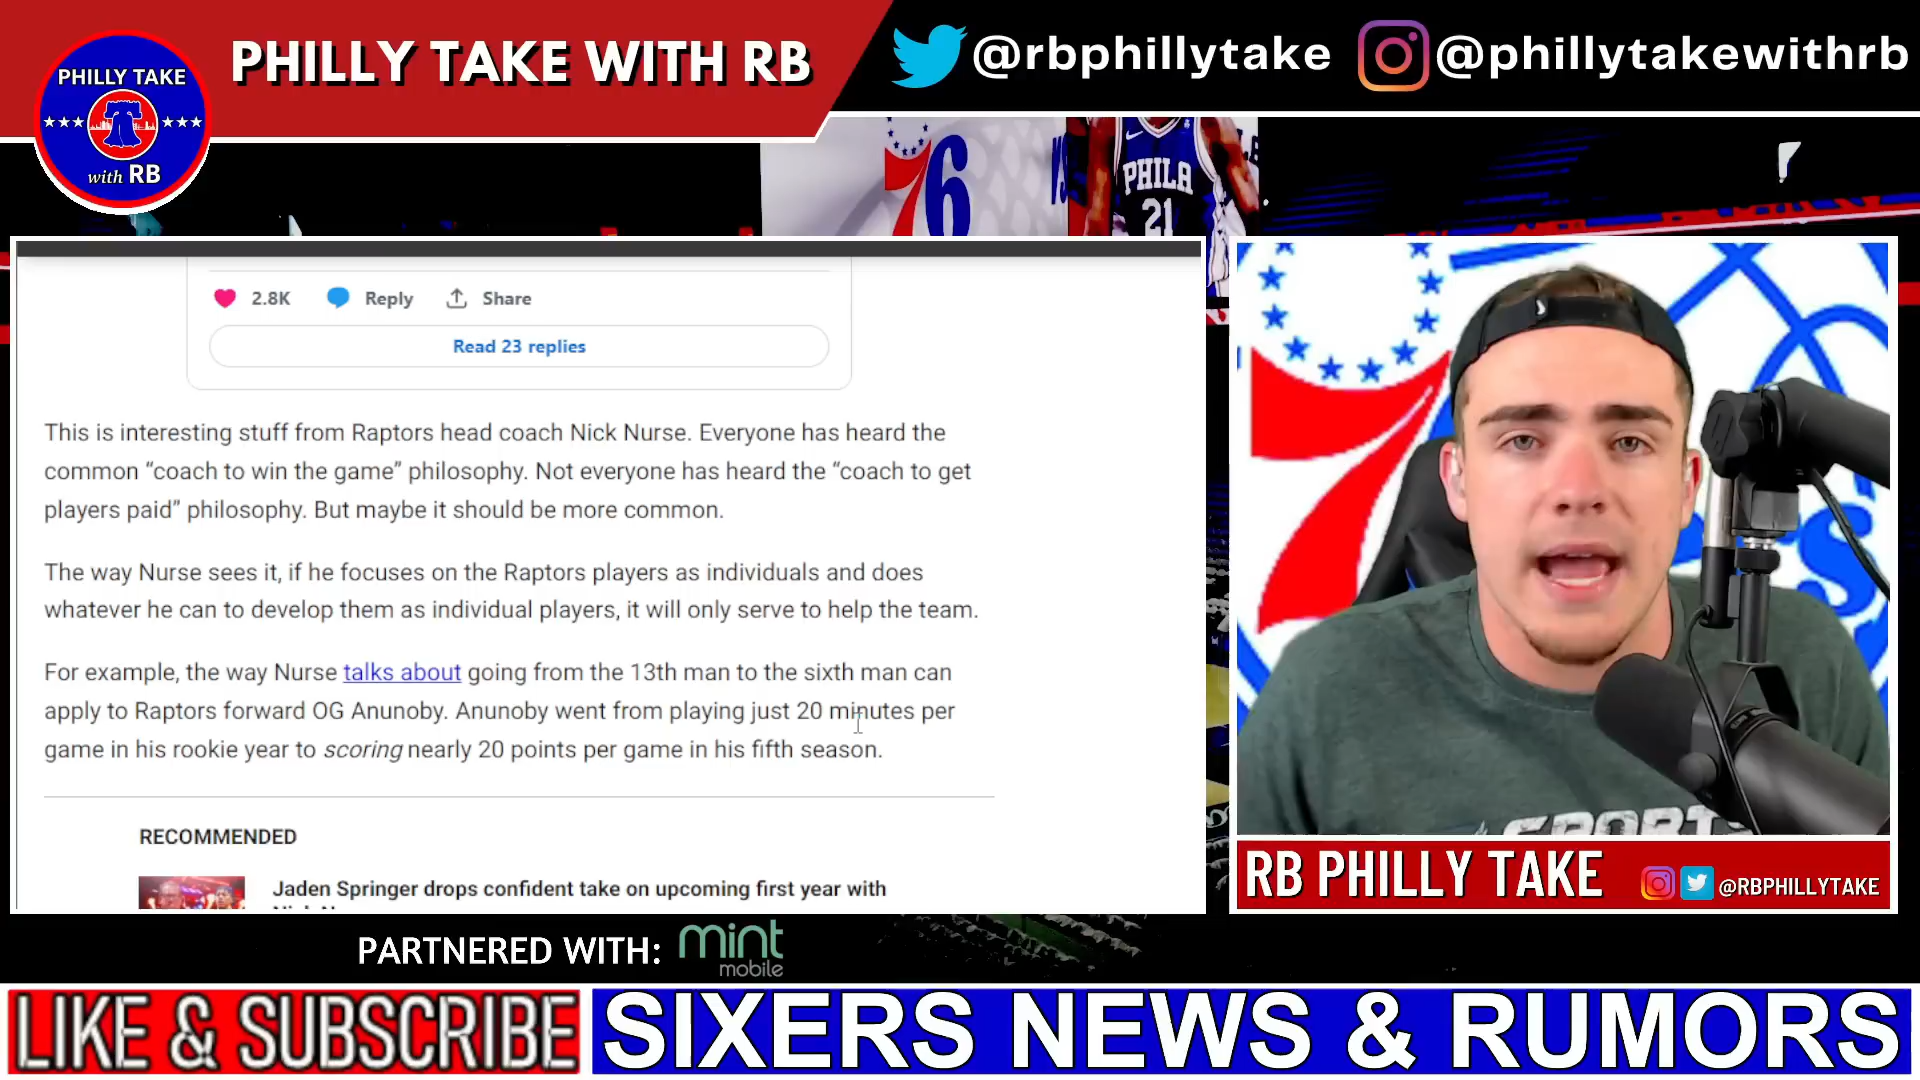 PHILLY TAKE
with RB
PHILLY TAKE WITH RB
@rbphillytake
@phillytakewithrb
76
PHILA
21
2.8K Reply Share
Read 23 replies
This is interesting stuff from Raptors head coach Nick Nurse. Everyone has heard the
common “coach to win the game” philosophy. Not everyone has heard the “coach to get
players paid” philosophy. But maybe it should be more common.
The way Nurse sees it, if he focuses on the Raptors players as individuals and does
whatever he can to develop them as individual players, it will only serve to help the team.
For example, the way Nurse talks about going from the 13th man to the sixth man can
apply to Raptors forward OG Anunoby. Anunoby went from playing just 20 minutes per
game in his rookie year to scoring nearly 20 points per game in his fifth season.
RECOMMENDED
Jaden Springer drops confident take on upcoming first year with
RB PHILLY TAKE
@RBPHILLYTAKE
PARTNERED WITH: mint
mobile
LIKE & SUBSCRIBE
SIXERS NEWS & RUMORS